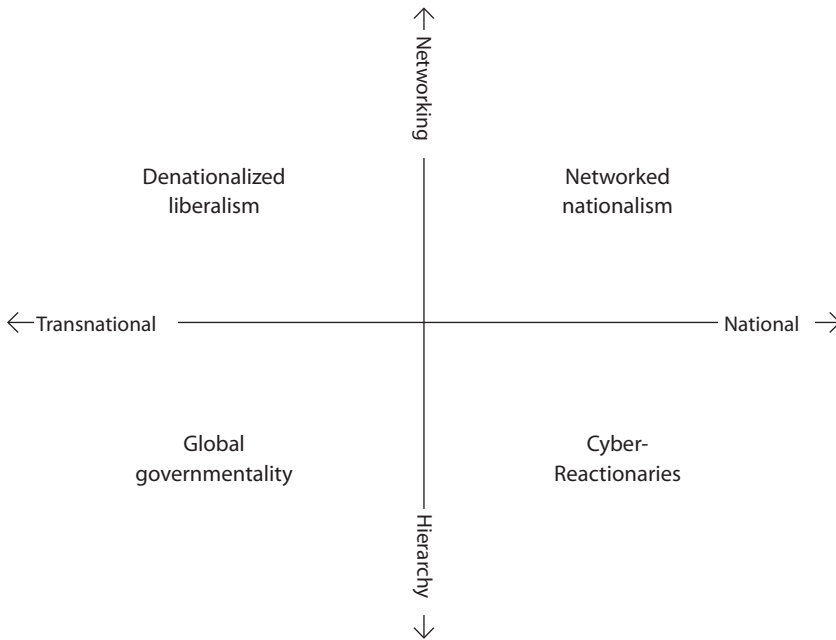 Networking
Denationalized
liberalism
Networked
nationalism
Transnational
National
Global
governmentality
Cyber-
Reactionaries
Hierarchy